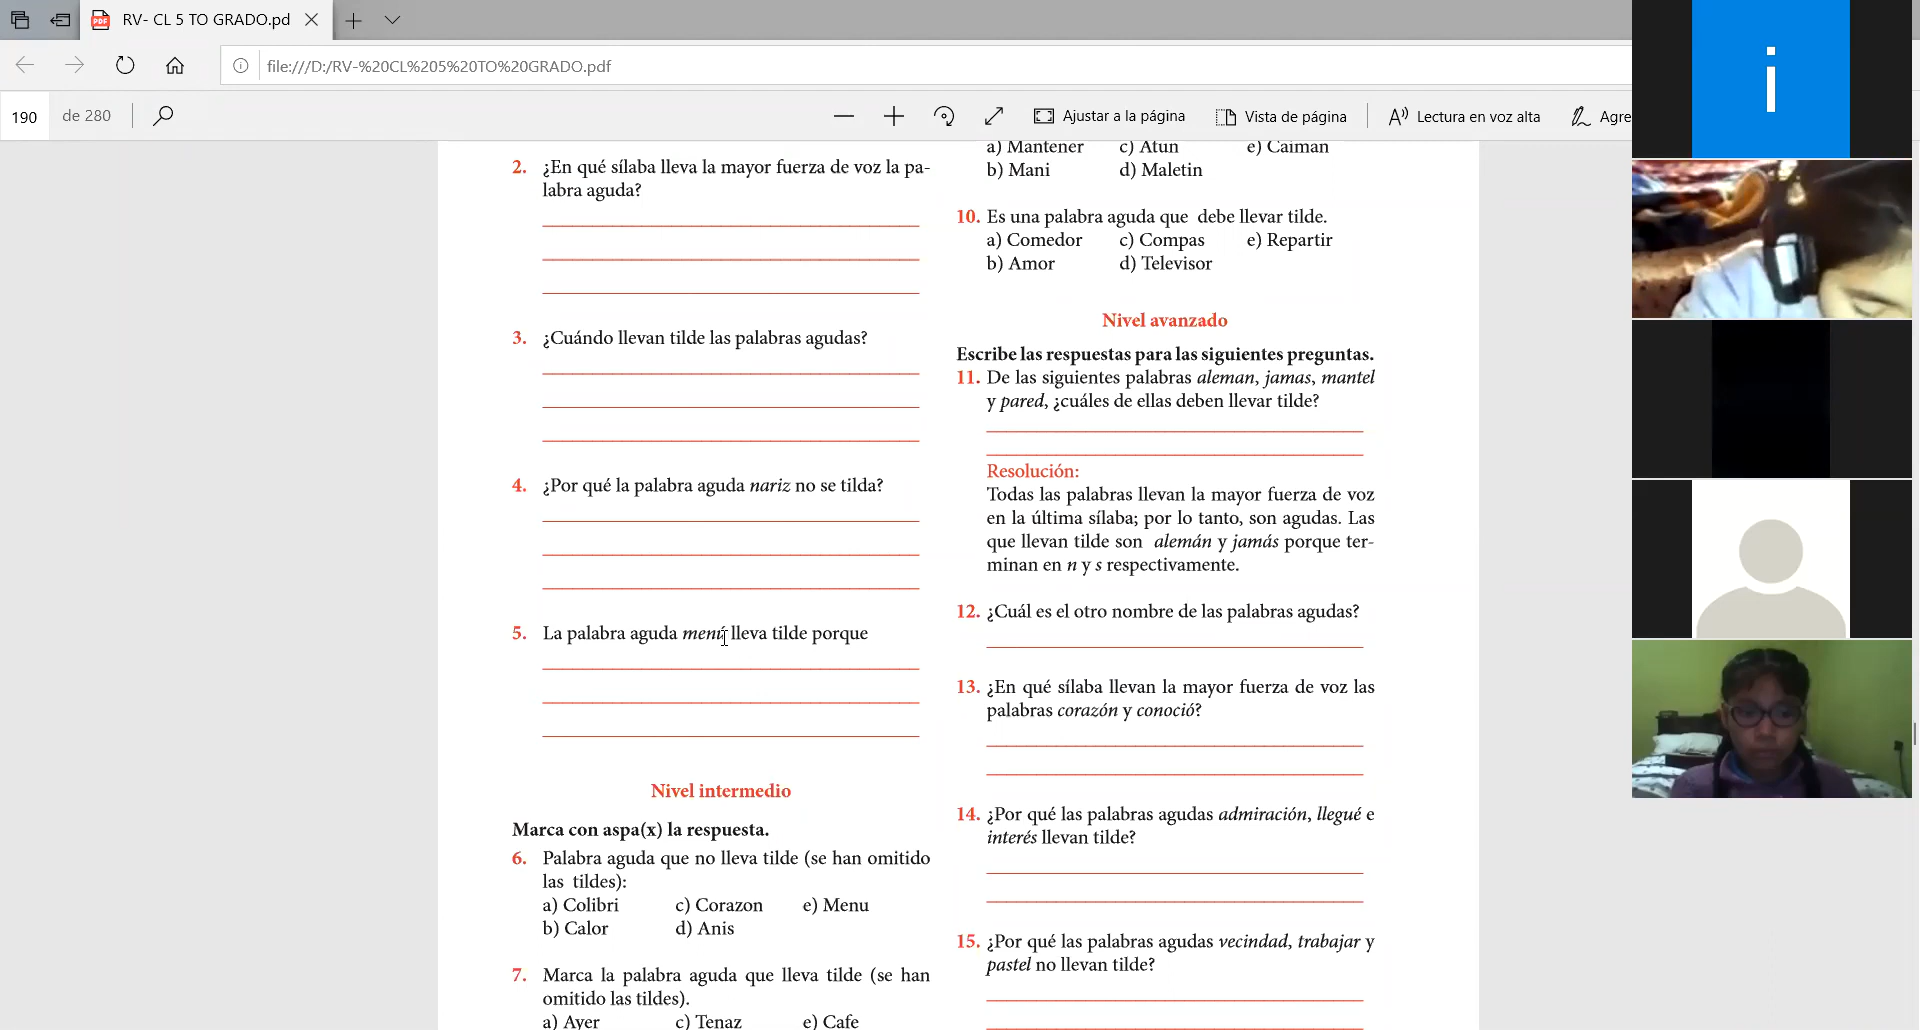 RV- CL 5 TO GRADO.pd
file:///D:/RV-%20CL%205%20TO%20GRADO.pdf
190 de 280
Ajustar a la página
Vista de página
Lectura en voz alta
Agre
2. ¿En qué sílaba lleva la mayor fuerza de voz la pa-
labra aguda?
3. ¿Cuándo llevan tilde las palabras agudas?
4. ¿Por qué la palabra aguda nariz no se tilda?
5. La palabra aguda menú lleva tilde porque
Nivel intermedio
Marca con aspa(x) la respuesta.
6. Palabra aguda que no lleva tilde (se han omitido
las tildes):
a) Colibri c) Corazon e) Menu
b) Calor d) Anis
7. Marca la palabra aguda que lleva tilde (se han
omitido las tildes).
a) Ayer c) Tenaz e) Cafe
a) Mantener c) Atun e) Caiman
b) Mani d) Maletin
10. Es una palabra aguda que debe llevar tilde.
a) Comedor c) Compas e) Repartir
b) Amor d) Televisor
Nivel avanzado
Escribe las respuestas para las siguientes preguntas.
11. De las siguientes palabras aleman, jamas, mantel
y pared, ¿cuáles de ellas deben llevar tilde?
Resolución:
Todas las palabras llevan la mayor fuerza de voz
en la última sílaba; por lo tanto, son agudas. Las
que llevan tilde son alemán y jamás porque ter-
minan en n y s respectivamente.
12. ¿Cuál es el otro nombre de las palabras agudas?
13. ¿En qué sílaba llevan la mayor fuerza de voz las
palabras corazón y conoció?
14. ¿Por qué las palabras agudas admiración, llegué e
interés llevan tilde?
15. ¿Por qué las palabras agudas vecindad, trabajar y
pastel no llevan tilde?
i